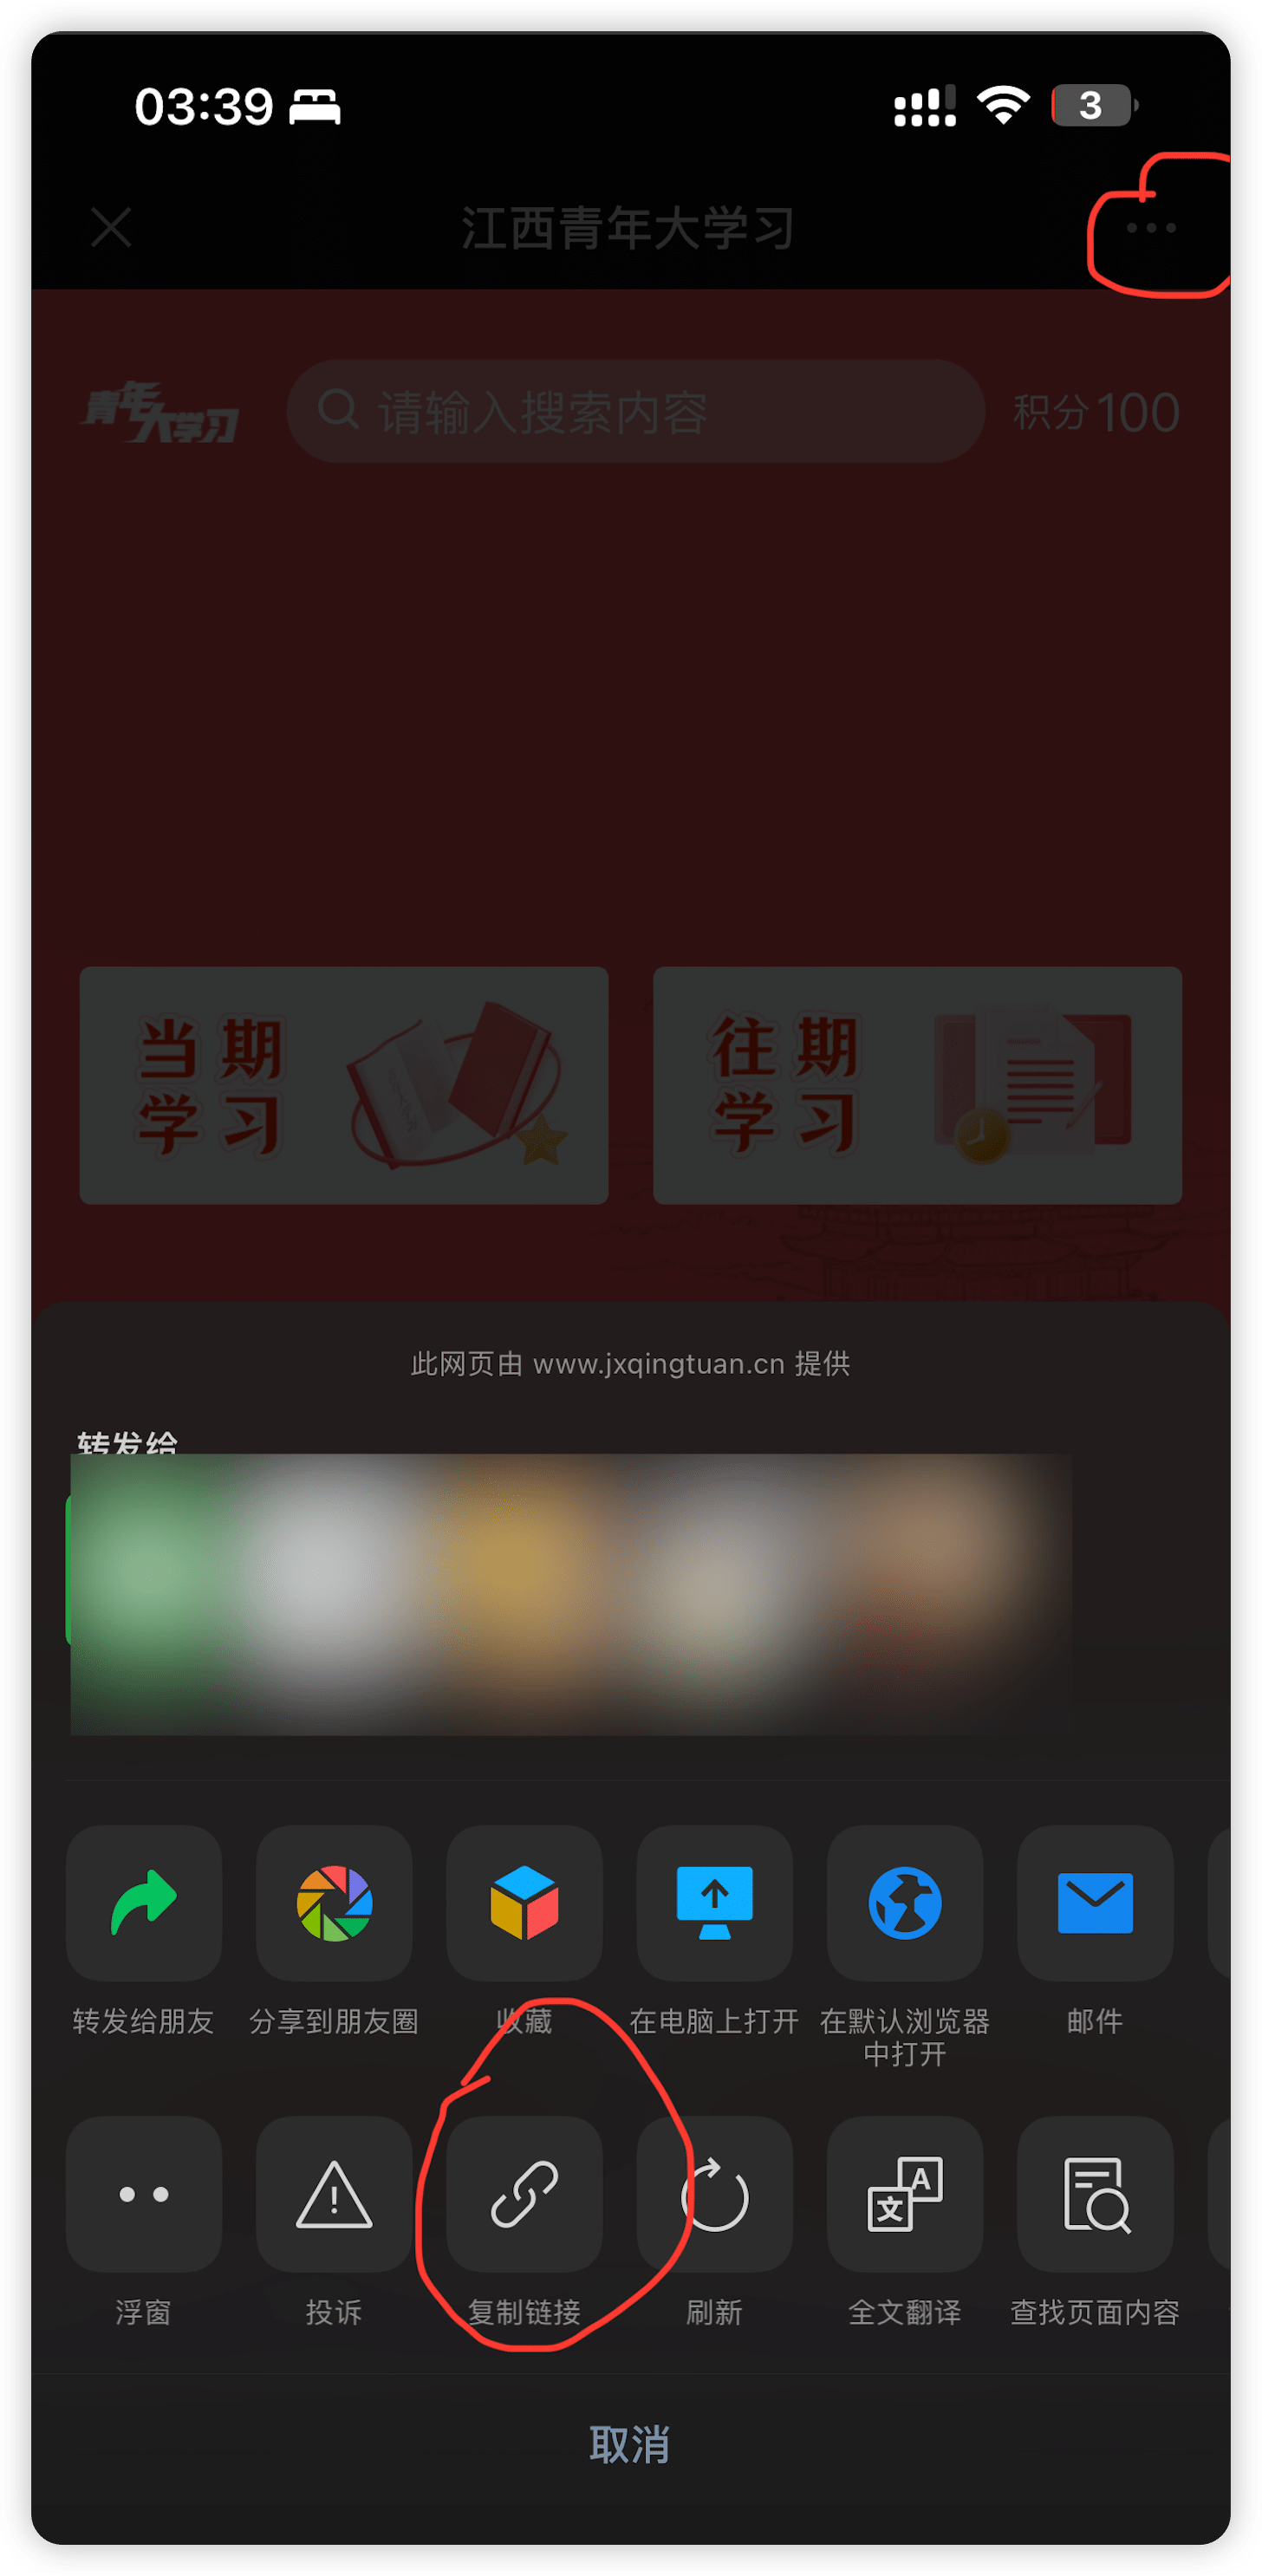 03:39
3
江西青年大学习
青年大学习
请输入搜索内容
积分100
当期
学习
往期
学习
此网页由 www.jxqingtuan.cn 提供
转发给
转发给朋友
分享到朋友圈
收藏
在电脑上打开
在默认浏览器
中打开
邮件
浮窗
投诉
复制链接
刷新
全文翻译
查找页面内容
取消